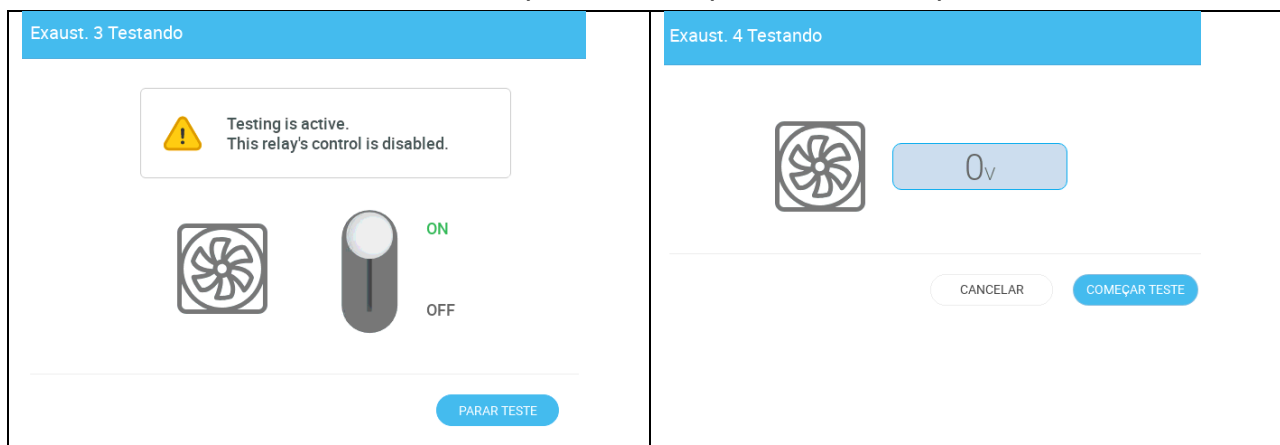 Exaust. 3 Testando
Testing is active.
This relay's control is disabled.
ON
OFF
PARAR TESTE
Exaust. 4 Testando
0V
CANCELAR
COMEÇAR TESTE